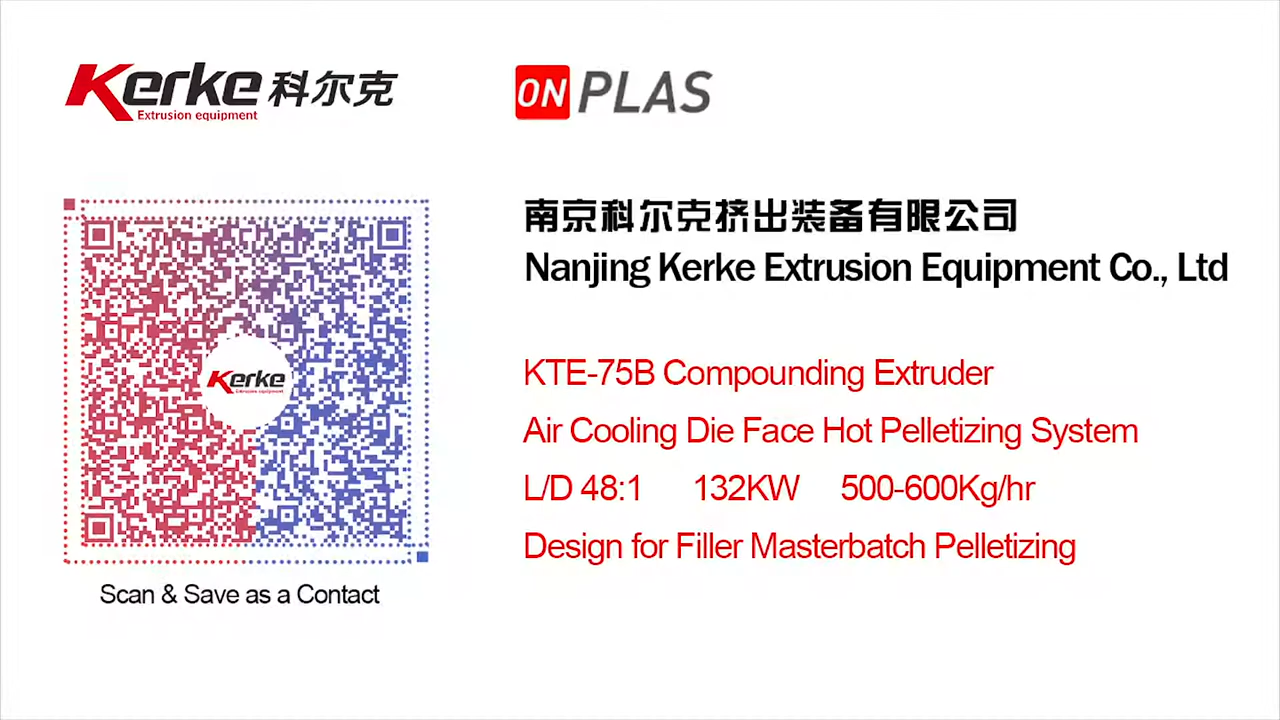 Kerke 科尔克
Extrusion equipment
ON PLAS
南京科尔克挤出装备有限公司
Nanjing Kerke Extrusion Equipment Co., Ltd
Kerke
Extrusion equipment
KTE-75B Compounding Extruder
Air Cooling Die Face Hot Pelletizing System
L/D 48:1 132KW 500-600Kg/hr
Design for Filler Masterbatch Pelletizing
Scan & Save as a Contact